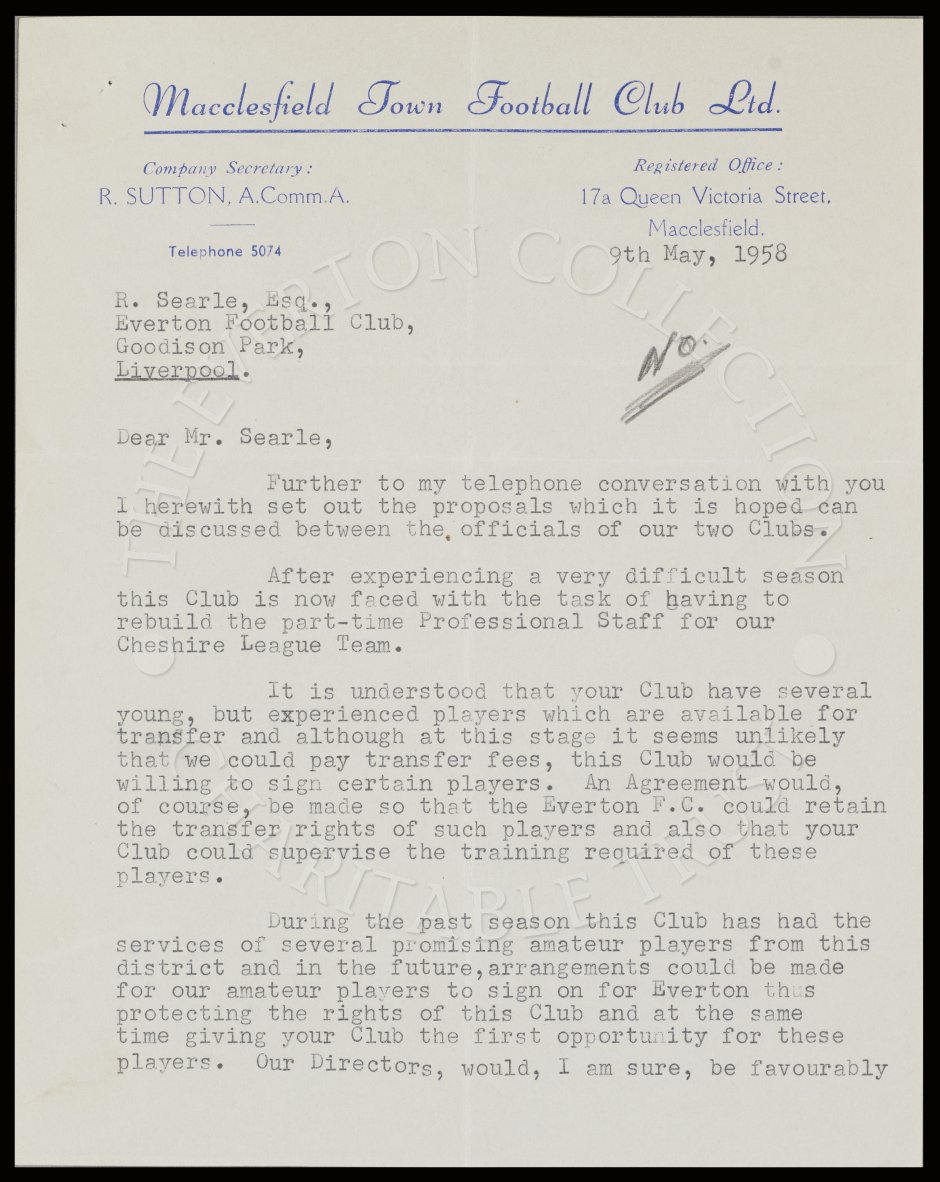 Macclesfield Town Football Club Ltd.
Company Secretary:
R. SUTTON, A.Comm.A.
Telephone 5074
Registered Office:
17a Queen Victoria Street,
Macclesfield.
9th May, 1958
R. Searle, Esq.,
Everton Football Club,
Goodison Park,
Liverpool.
No.
Dear Mr. Searle,
Further to my telephone conversation with you
I herewith set out the proposals which it is hoped can
be discussed between the officials of our two Clubs.
After experiencing a very difficult season
this Club is now faced with the task of having to
rebuild the part-time Professional Staff for our
Cheshire League Team.
It is understood that your Club have several
young, but experienced players which are available for
transfer and although at this stage it seems unlikely
that we could pay transfer fees, this Club would be
willing to sign certain players. An Agreement would,
of course, be made so that the Everton F.C. could retain
the transfer rights of such players and also that your
Club could supervise the training required of these
players.
During the past season this Club has had the
services of several promising amateur players from this
district and in the future,arrangements could be made
for our amateur players to sign on for Everton thus
protecting the rights of this Club and at the same
time giving your Club the first opportunity for these
players. Our Directors, would, I am sure, be favourably
THE EVERTON COLLECTION
CHARITABLE TRUST